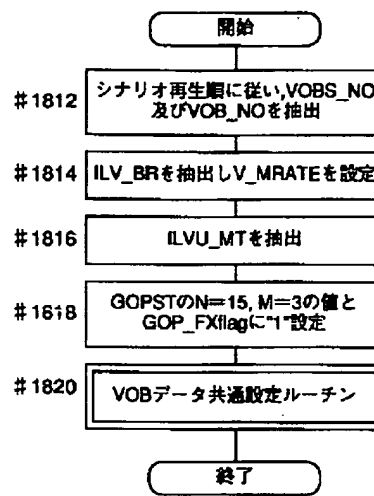 開始
#1812
シナリオ再生順に従い,VOBS_NO
及びVOB_NOを抽出
#1814
ILV_BRを抽出しV_MRATEを設定
#1816
ILVU_MTを抽出
#1818
GOPSTのN=15, M=3の値と
GOP_FXflagに"1"設定
#1820
VOBデータ共通設定ルーチン
終了